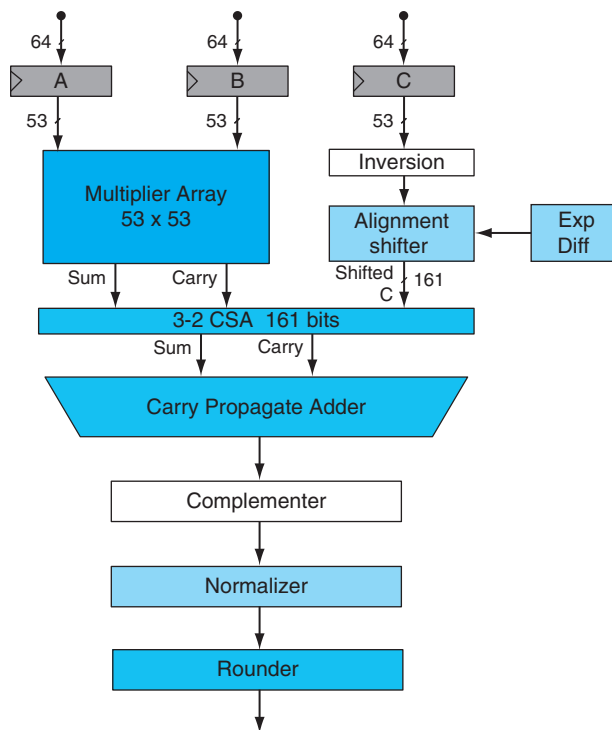 64 64 64
A B C
53 53 53
Inversion
Multiplier Array
53 x 53
Alignment
shifter
Exp
Diff
Sum Carry
Shifted
C 161
3-2 CSA 161 bits
Sum Carry
Carry Propagate Adder
Complementer
Normalizer
Rounder